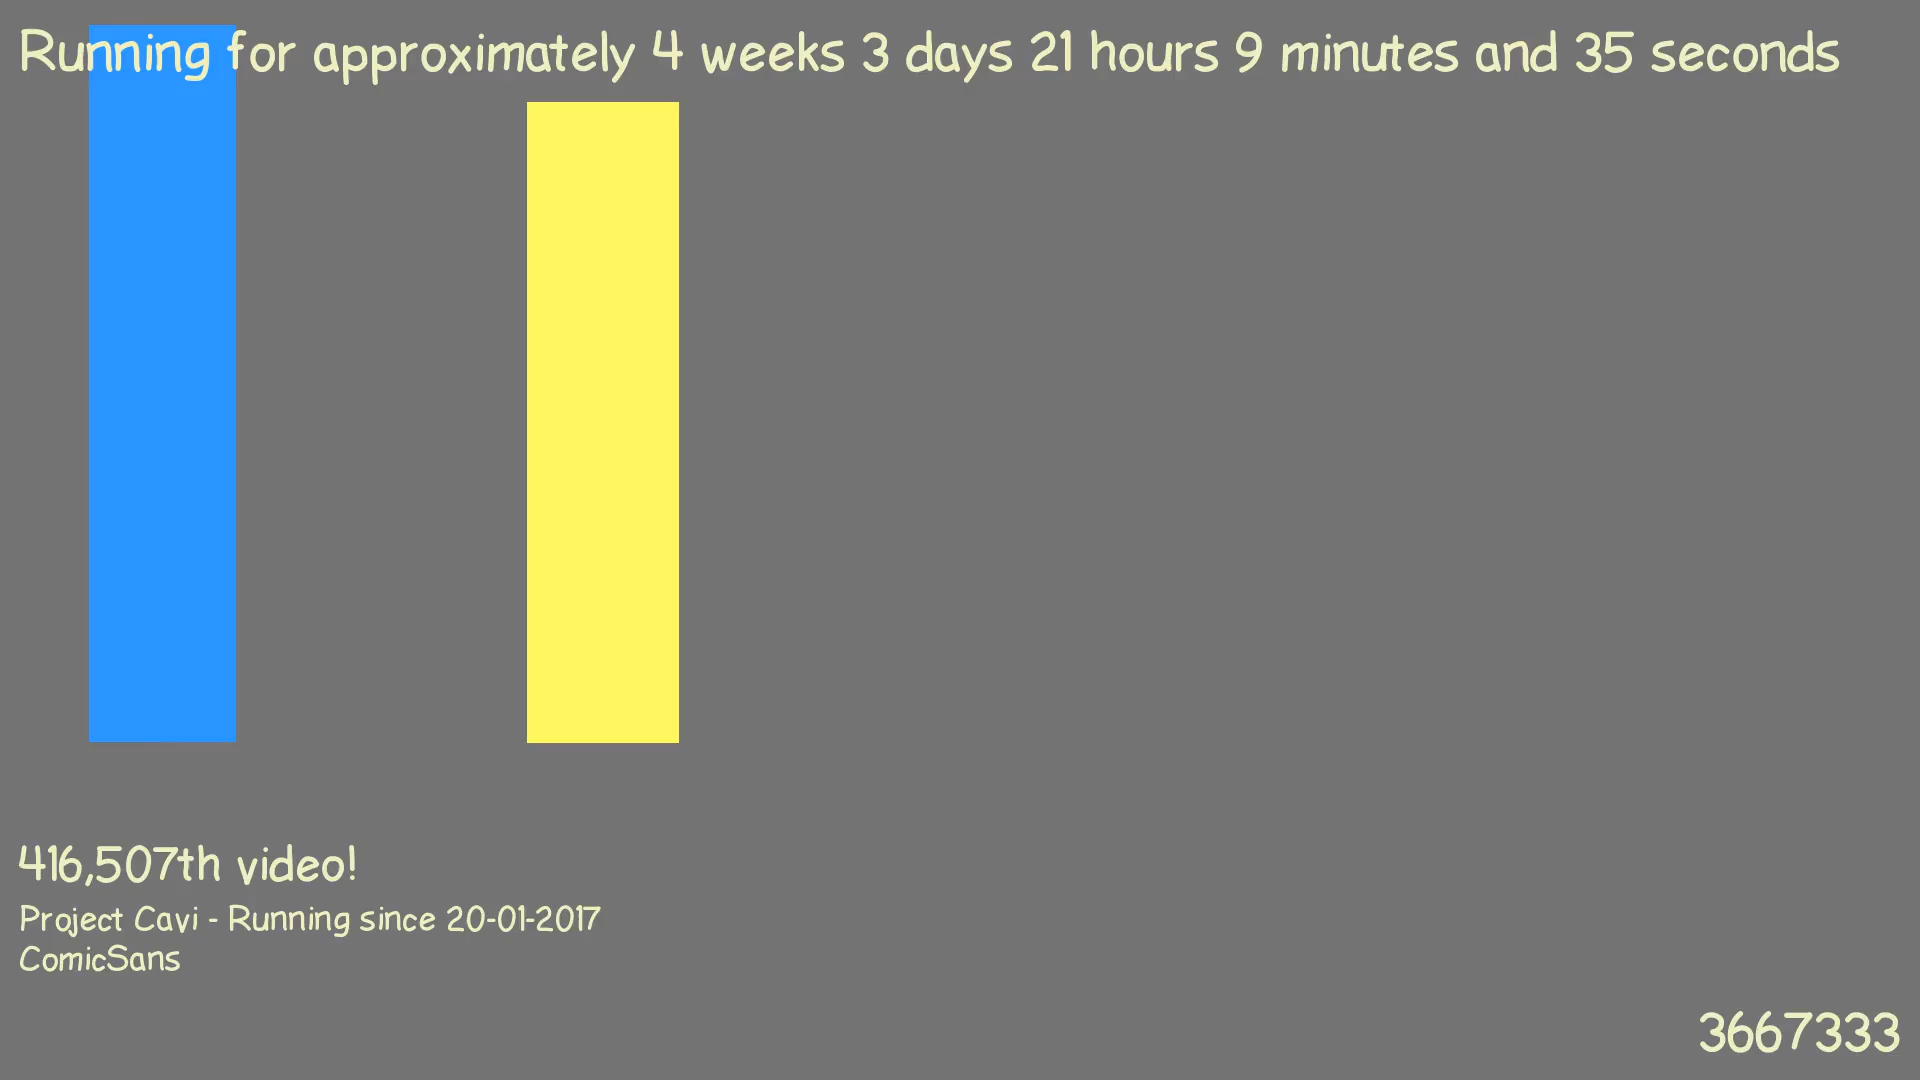 Running for approximately 4 weeks 3 days 21 hours 9 minutes and 35 seconds
416,507th video!
Project Cavi - Running since 20-01-2017
ComicSans
3667333